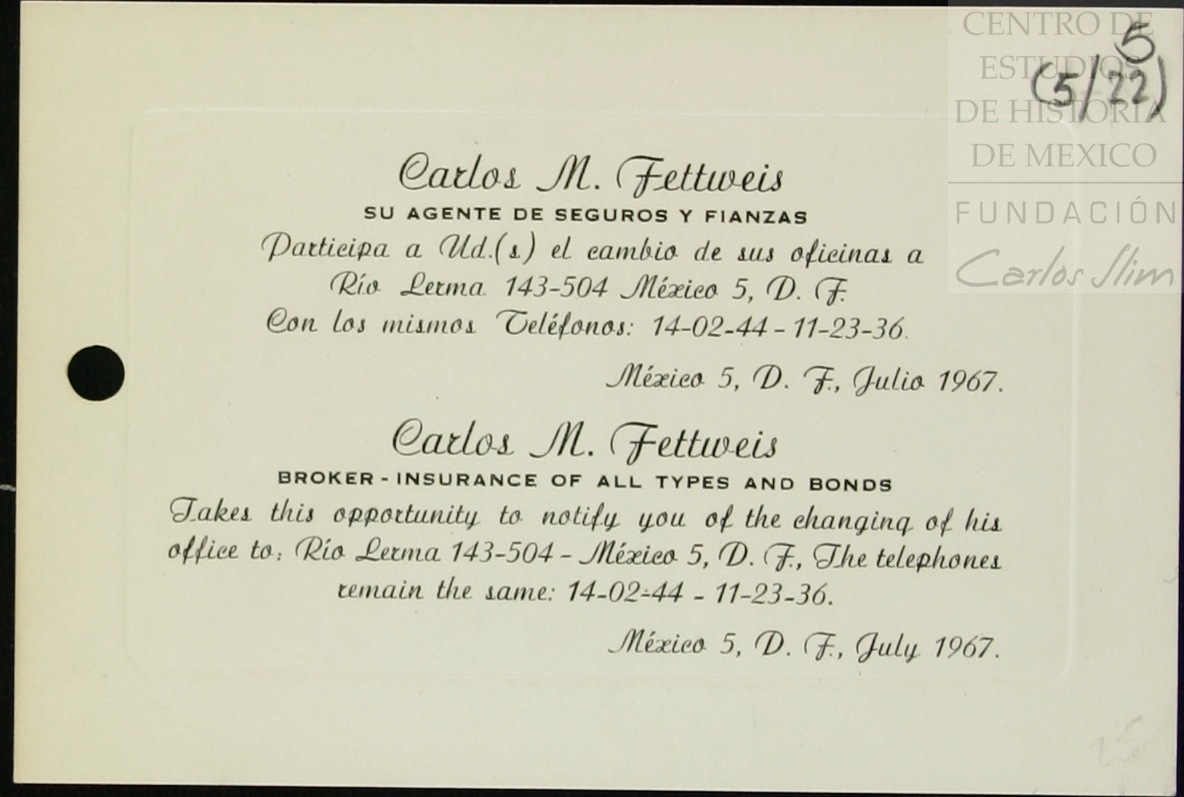 CENTRO DE
ESTUDIOS
DE HISTORIA
DE MEXICO
FUNDACIÓN
Carlos Slim
5
(5/22)
Carlos M. Fettweis
SU AGENTE DE SEGUROS Y FIANZAS
Participa a Ud.(s) el cambio de sus oficinas a
Río Lerma 143-504 México 5, D. F.
Con los mismos Teléfonos: 14-02-44 - 11-23-36.
México 5, D. F., Julio 1967.
Carlos M. Fettweis
BROKER - INSURANCE OF ALL TYPES AND BONDS
Takes this opportunity to notify you of the changing of his
office to: Río Lerma 143-504 - México 5, D. F., The telephones
remain the same: 14-02-44 - 11-23-36.
México 5, D. F., July 1967.